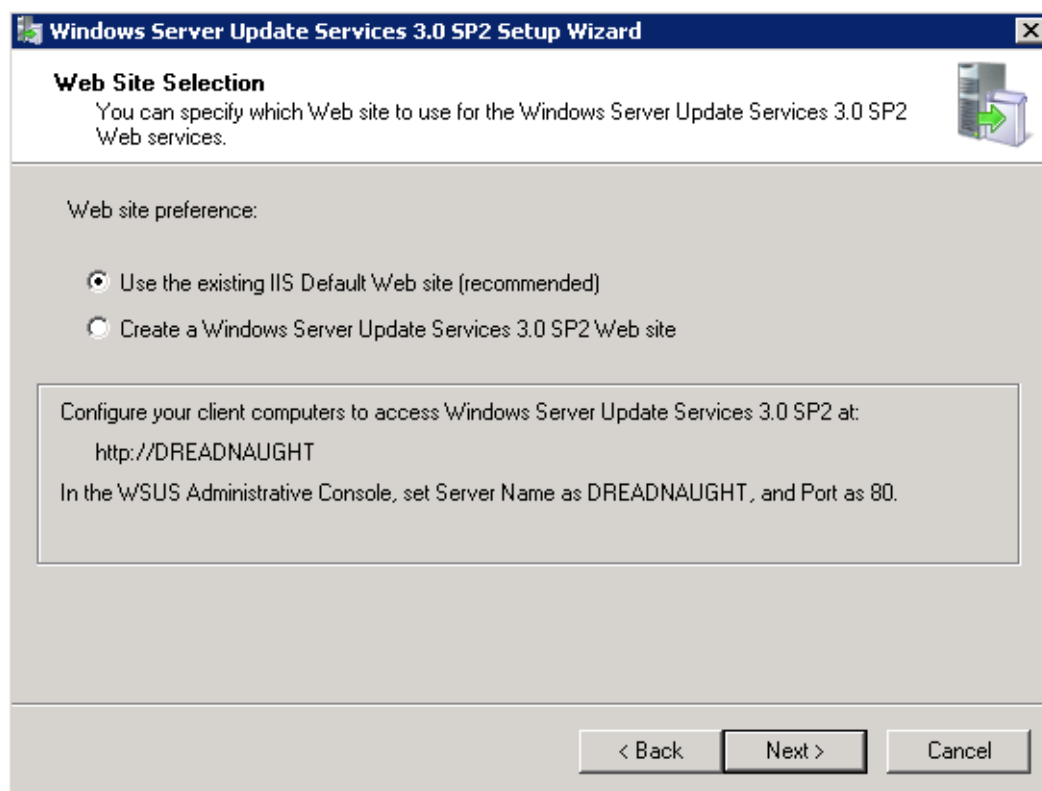 Windows Server Update Services 3.0 SP2 Setup Wizard
Web Site Selection
You can specify which Web site to use for the Windows Server Update Services 3.0 SP2
Web services.
Web site preference:
Use the existing IIS Default Web site (recommended)
Create a Windows Server Update Services 3.0 SP2 Web site
Configure your client computers to access Windows Server Update Services 3.0 SP2 at:
http://DREADNAUGHT
In the WSUS Administrative Console, set Server Name as DREADNAUGHT, and Port as 80.
< Back
Next >
Cancel